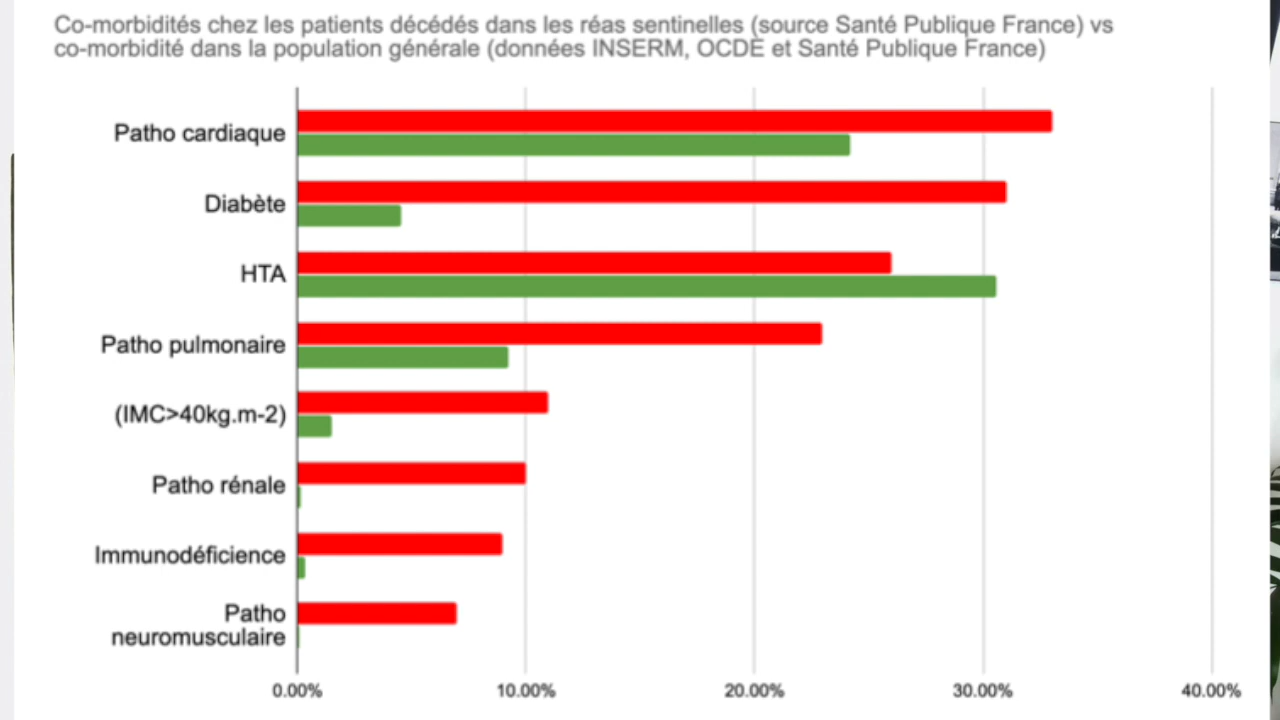 Co-morbidités chez les patients décédés dans les réas sentinelles (source Santé Publique France) vs
co-morbidité dans la population générale (données INSERM, OCDE et Santé Publique France)
Patho cardiaque
Diabète
HTA
Patho pulmonaire
(IMC>40kg.m-2)
Patho rénale
Immunodéficience
Patho
neuromusculaire
0.00% 10.00% 20.00% 30.00% 40.00%